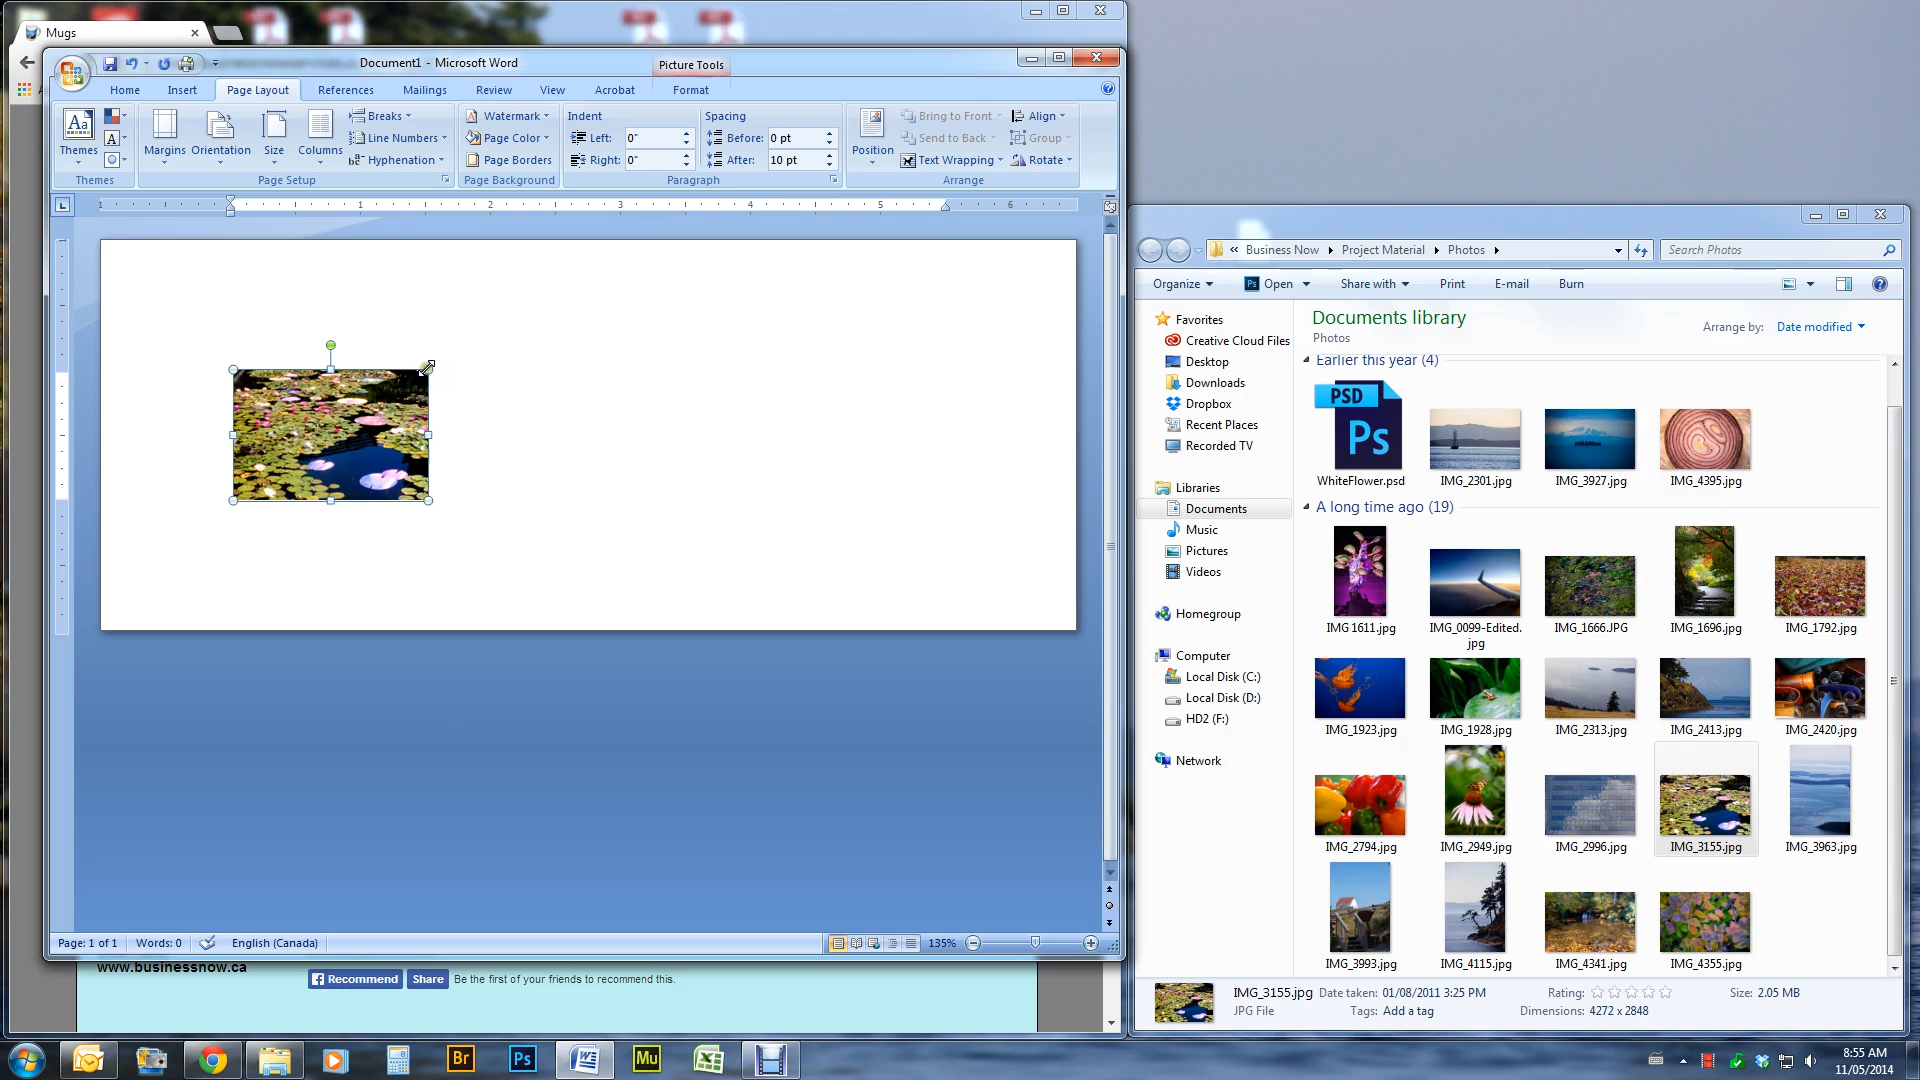 Mugs
Document1 - Microsoft Word
Picture Tools
Home Insert Page Layout References Mailings Review View Acrobat Format
Themes
Margins Orientation Size Columns
Breaks
Line Numbers
Hyphenation
Watermark
Page Color
Page Borders
Indent
Left: 0"
Right: 0"
Spacing
Before: 0 pt
After: 10 pt
Position
Bring to Front
Send to Back
Text Wrapping
Align
Group
Rotate
Themes Page Setup Page Background Paragraph Arrange
1 1 2 3 4 5 6
Page: 1 of 1 Words: 0 English (Canada) 135%
www.businessnow.ca
Recommend Share Be the first of your friends to recommend this.
« Business Now Project Material Photos Search Photos
Organize Ps Open Share with Print E-mail Burn
Favorites
Creative Cloud Files
Desktop
Downloads
Dropbox
Recent Places
Recorded TV
Libraries
Documents
Music
Pictures
Videos
Homegroup
Computer
Local Disk (C:)
Local Disk (D:)
HD2 (F:)
Network
Documents library
Photos
Arrange by: Date modified
Earlier this year (4)
PSD
Ps
WhiteFlower.psd IMG_2301.jpg IMG_3927.jpg IMG_4395.jpg
A long time ago (19)
IMG 1611.jpg IMG_0099-Edited.jpg IMG_1666.JPG IMG_1696.jpg IMG_1792.jpg
IMG_1923.jpg IMG_1928.jpg IMG_2313.jpg IMG_2413.jpg IMG_2420.jpg
IMG_2794.jpg IMG_2949.jpg IMG_2996.jpg IMG_3155.jpg IMG_3963.jpg
IMG_3993.jpg IMG_4115.jpg IMG_4341.jpg IMG_4355.jpg
IMG_3155.jpg Date taken: 01/08/2011 3:25 PM Rating: Size: 2.05 MB
JPG File Tags: Add a tag Dimensions: 4272 x 2848
Br Ps Mu
8:55 AM
11/05/2014